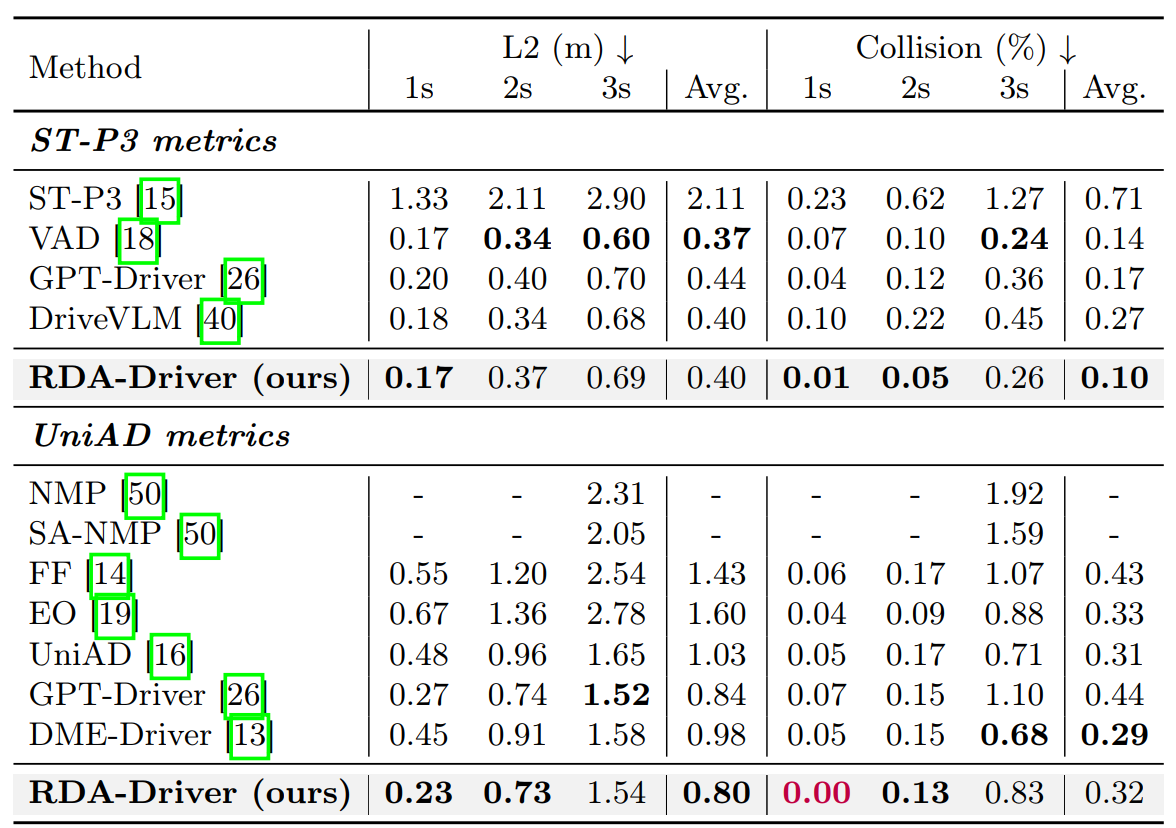 Method L2 (m) ↓ Collision (%) ↓
1s 2s 3s Avg. 1s 2s 3s Avg.
ST-P3 metrics
ST-P3 [15] 1.33 2.11 2.90 2.11 0.23 0.62 1.27 0.71
VAD [18] 0.17 0.34 0.60 0.37 0.07 0.10 0.24 0.14
GPT-Driver [26] 0.20 0.40 0.70 0.44 0.04 0.12 0.36 0.17
DriveVLM [40] 0.18 0.34 0.68 0.40 0.10 0.22 0.45 0.27
RDA-Driver (ours) 0.17 0.37 0.69 0.40 0.01 0.05 0.26 0.10
UniAD metrics
NMP [50] - - 2.31 - - - 1.92 -
SA-NMP [50] - - 2.05 - - - 1.59 -
FF [14] 0.55 1.20 2.54 1.43 0.06 0.17 1.07 0.43
EO [19] 0.67 1.36 2.78 1.60 0.04 0.09 0.88 0.33
UniAD [16] 0.48 0.96 1.65 1.03 0.05 0.17 0.71 0.31
GPT-Driver [26] 0.27 0.74 1.52 0.84 0.07 0.15 1.10 0.44
DME-Driver [13] 0.45 0.91 1.58 0.98 0.05 0.15 0.68 0.29
RDA-Driver (ours) 0.23 0.73 1.54 0.80 0.00 0.13 0.83 0.32